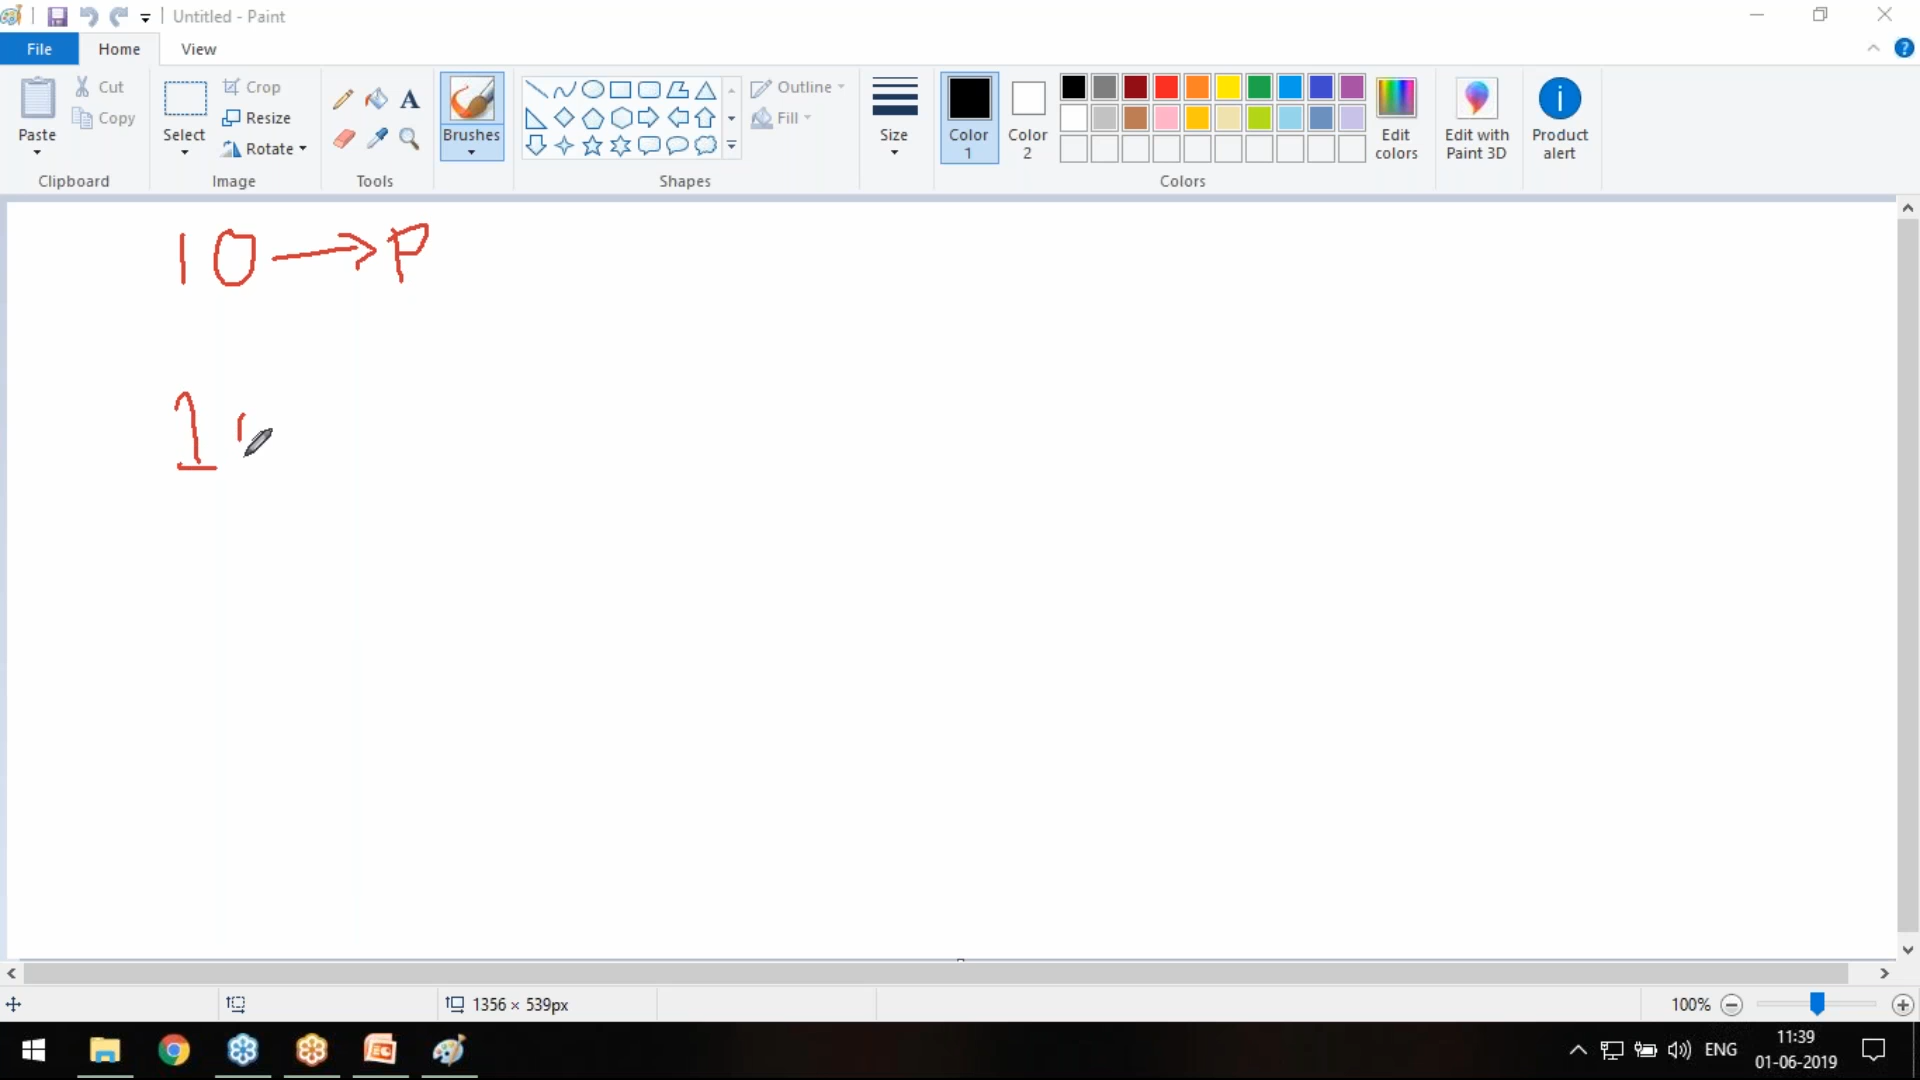 Untitled - Paint
File Home View
Paste Cut Copy Select Crop Resize Rotate Brushes Outline Fill Size Color 1 Color 2 Edit colors Edit with Paint 3D Product alert
Clipboard Image Tools Shapes Colors
10 → P
1
1356 × 539px 100%
ENG 11:39
01-06-2019